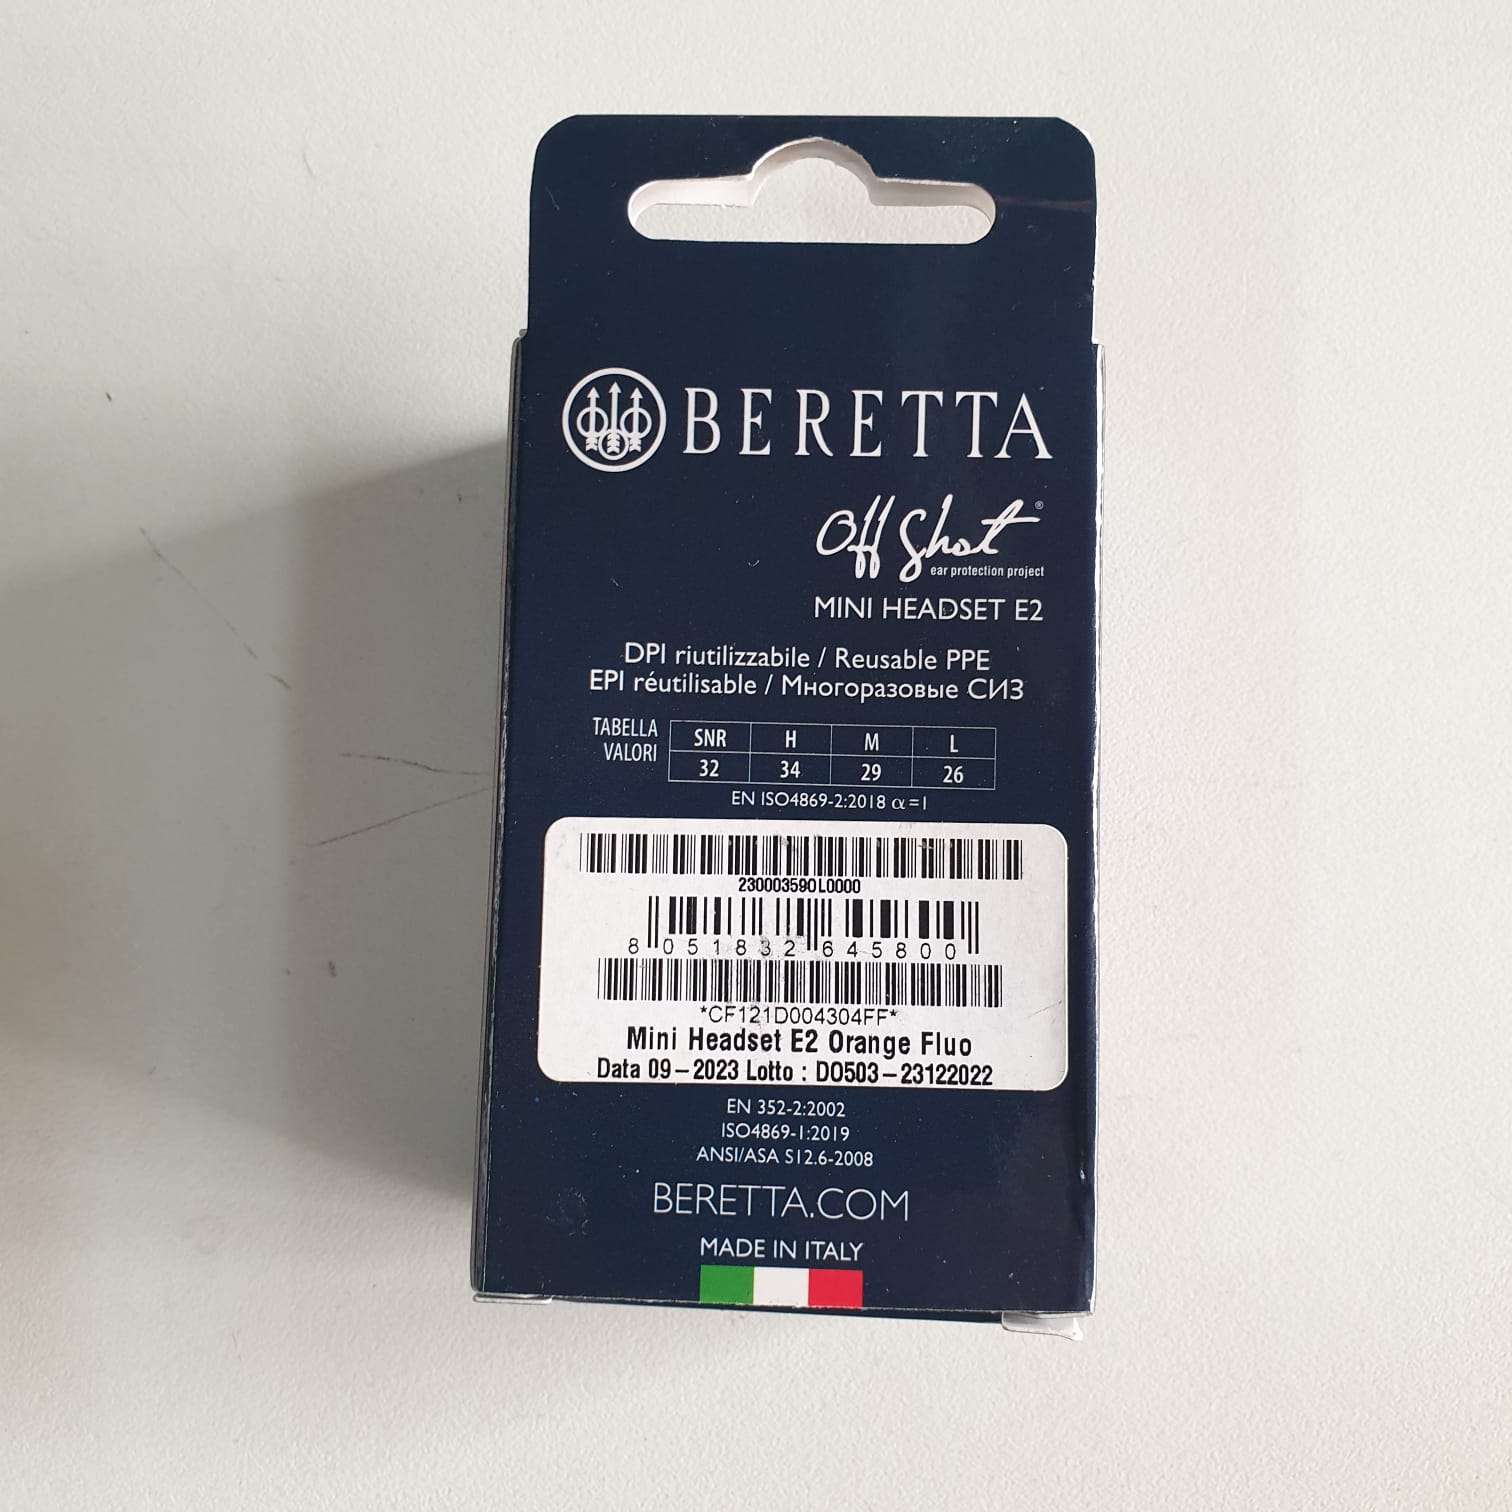 BERETTA
Off Shot®
ear protection project
MINI HEADSET E2
DPI riutilizzabile / Reusable PPE
EPI réutilisable / Многоразовые СИЗ
TABELLA VALORI
SNR H M L
32 34 29 26
EN ISO4869-2:2018 α=1
230003590L0000
8 051832 645800
*CF121D004304FF*
Mini Headset E2 Orange Fluo
Data 09-2023 Lotto : DO503-23122022
EN 352-2:2002
ISO4869-1:2019
ANSI/ASA S12.6-2008
BERETTA.COM
MADE IN ITALY